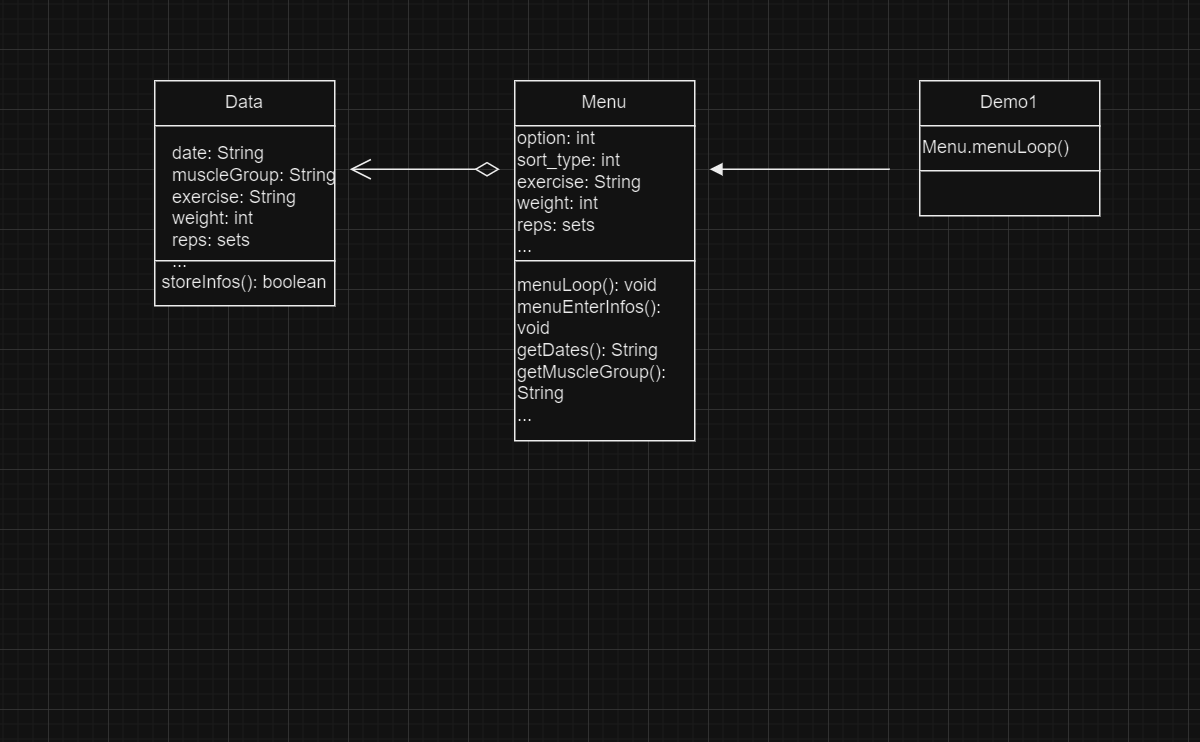 Data
date: String
muscleGroup: String
exercise: String
weight: int
reps: sets
...
storeInfos(): boolean
Menu
option: int
sort_type: int
exercise: String
weight: int
reps: sets
...
menuLoop(): void
menuEnterInfos():
void
getDates(): String
getMuscleGroup():
String
...
Demo1
Menu.menuLoop()